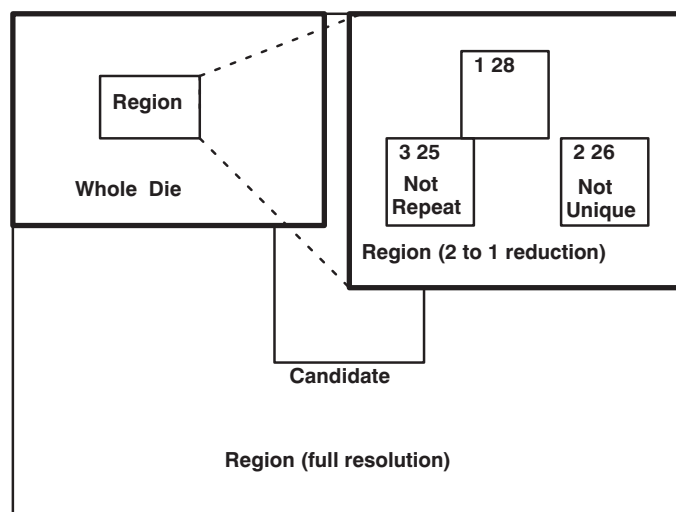 Region
Whole Die
1 28
3 25
Not
Repeat
2 26
Not
Unique
Region (2 to 1 reduction)
Candidate
Region (full resolution)